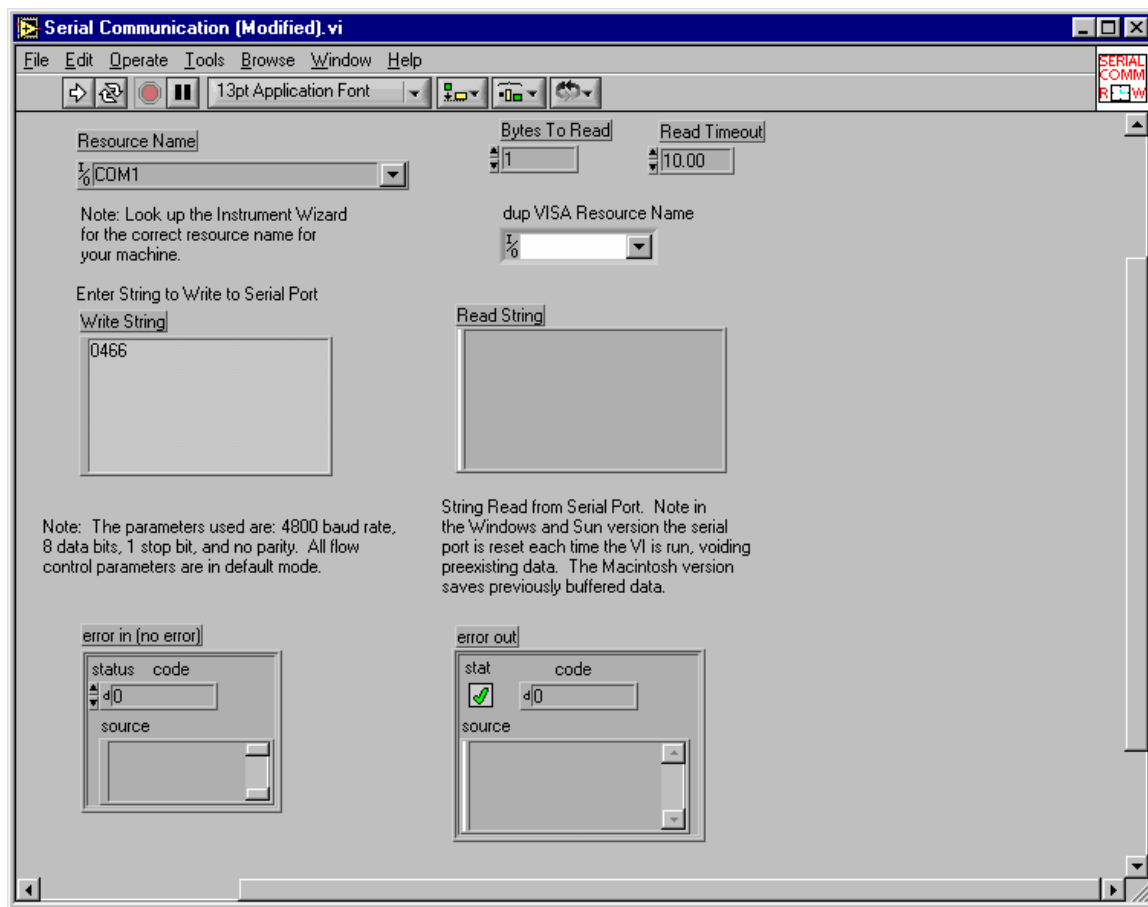 Serial Communication (Modified).vi
File Edit Operate Tools Browse Window Help
SERIAL
COMM
R W
13pt Application Font
Resource Name
COM1
Note: Look up the Instrument Wizard
for the correct resource name for
your machine.
Bytes To Read
1
Read Timeout
10.00
dup VISA Resource Name
Enter String to Write to Serial Port
Write String
0466
Read String
Note: The parameters used are: 4800 baud rate,
8 data bits, 1 stop bit, and no parity. All flow
control parameters are in default mode.
String Read from Serial Port. Note in
the Windows and Sun version the serial
port is reset each time the VI is run, voiding
preexisting data. The Macintosh version
saves previously buffered data.
error in (no error)
status code
d 0
source
error out
stat code
d 0
source